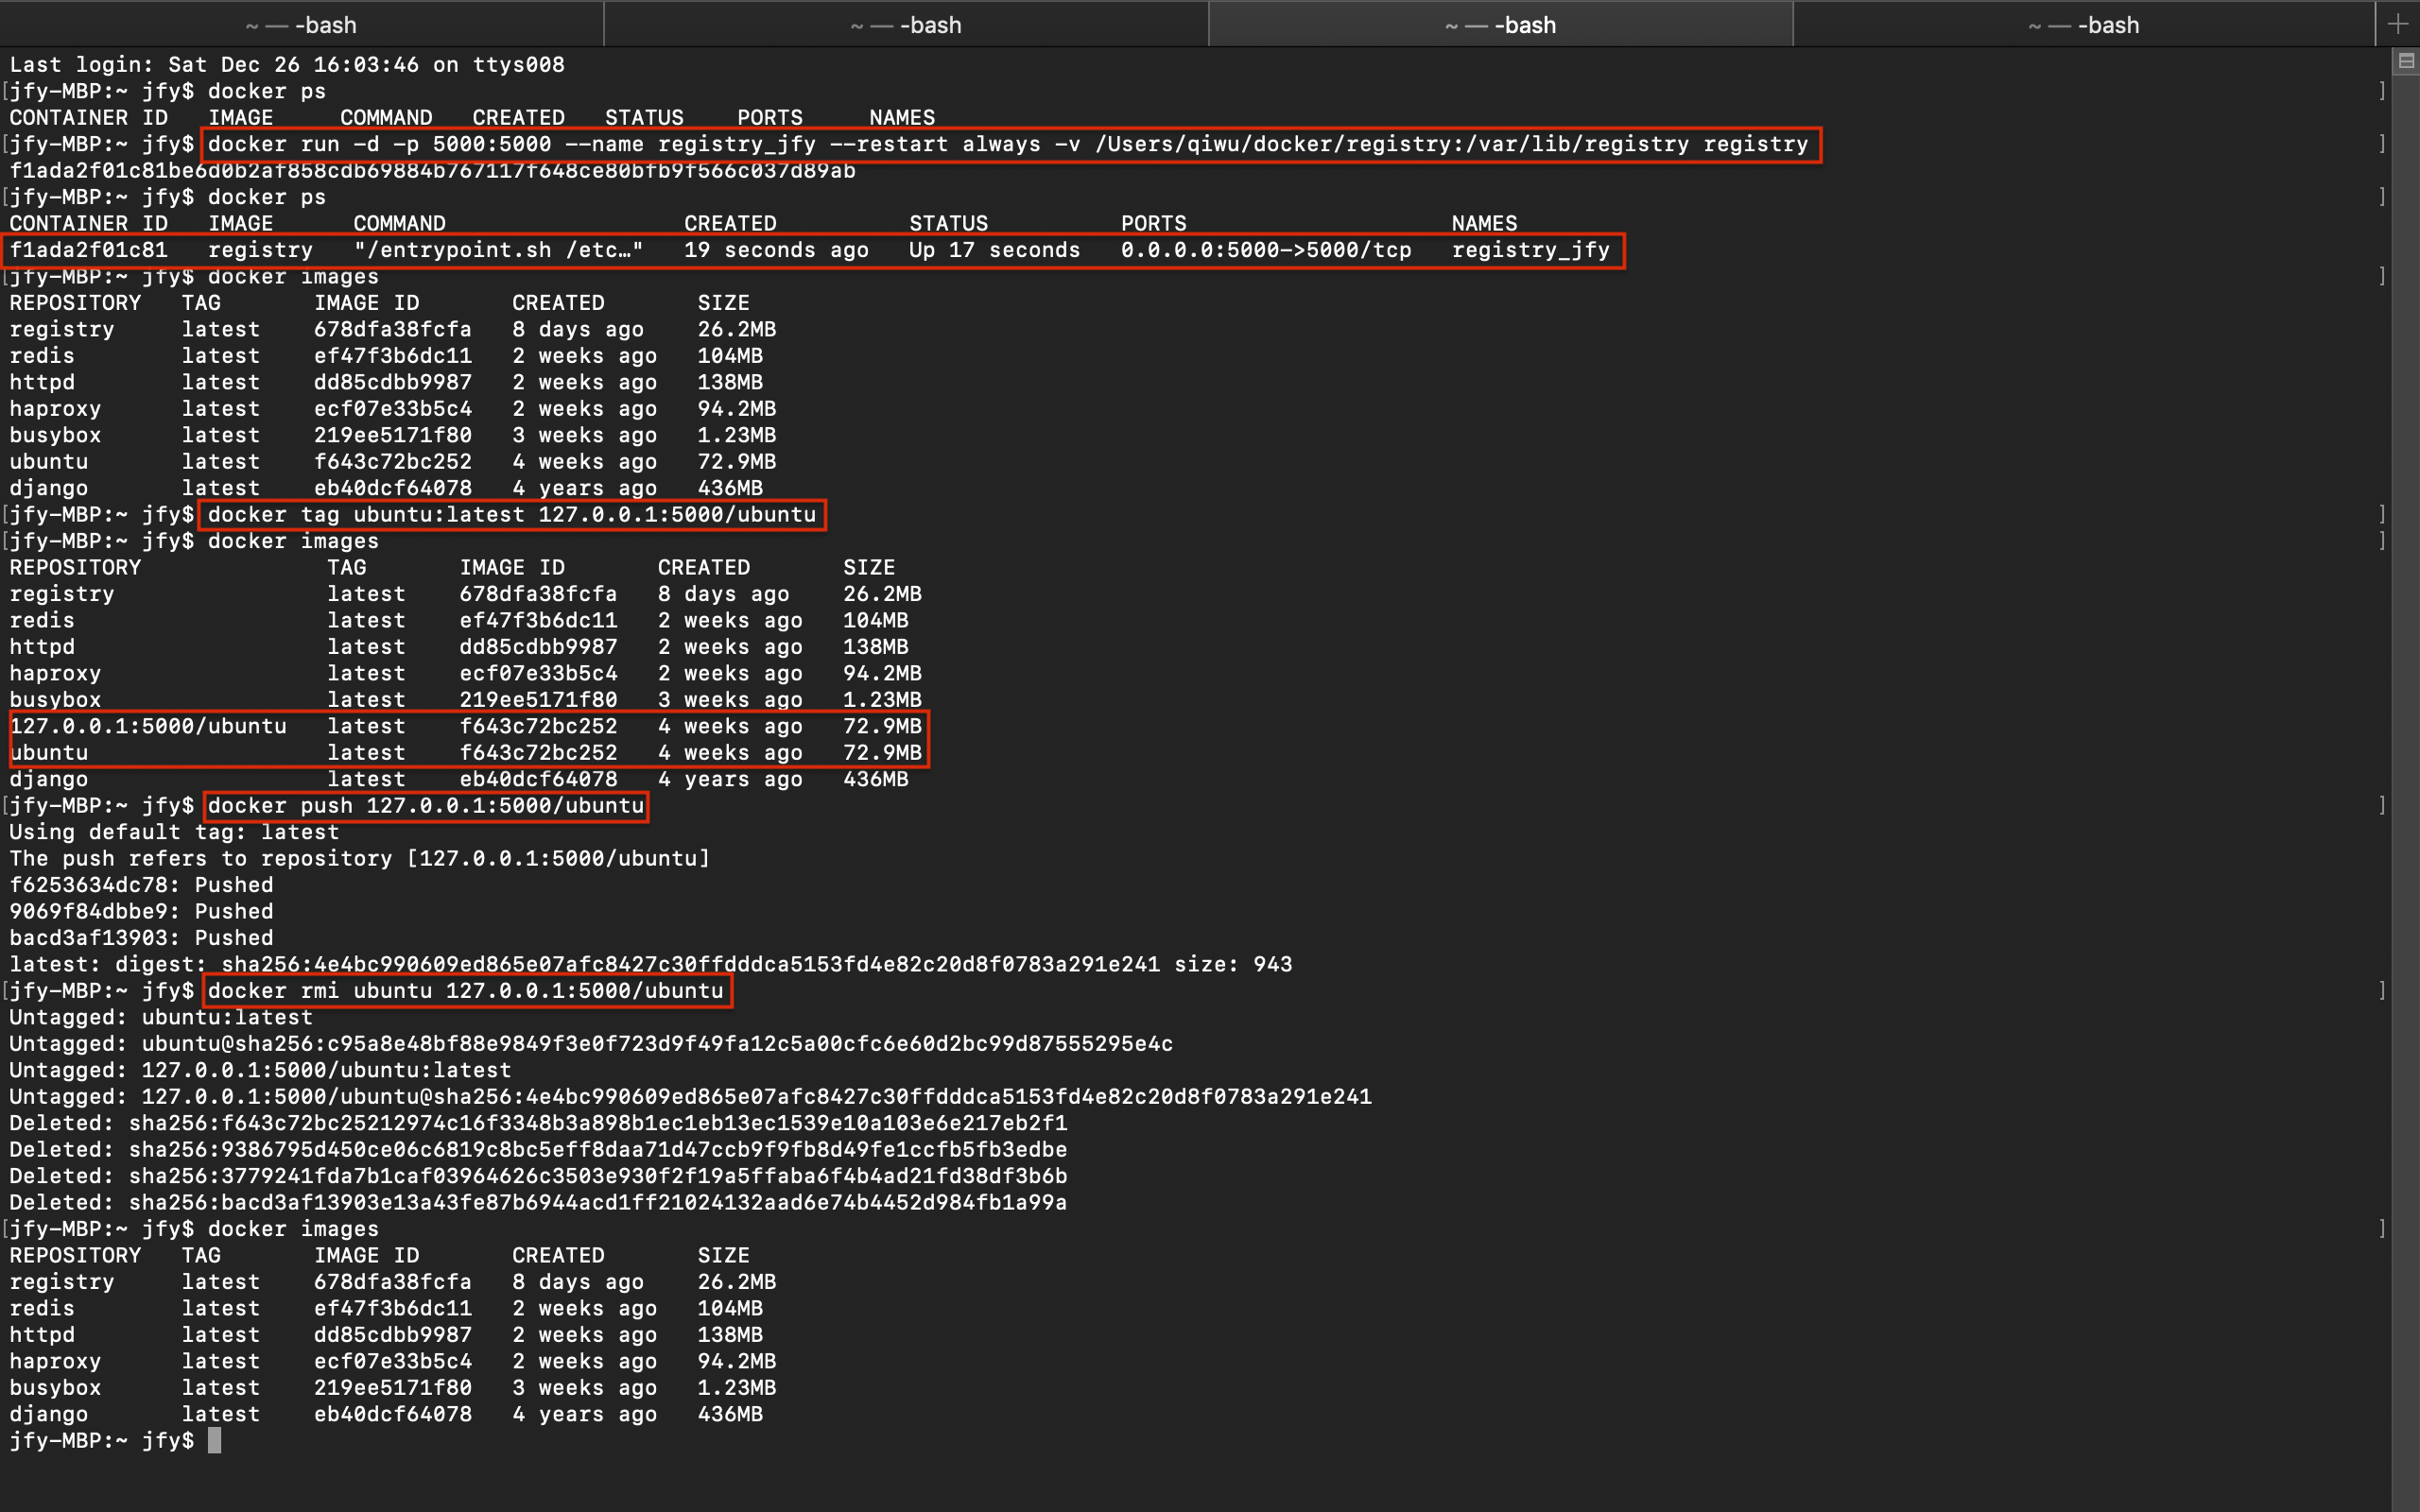 ~ — -bash
~ — -bash
~ — -bash
~ — -bash
Last login: Sat Dec 26 16:03:46 on ttys008
[jfy-MBP:~ jfy$ docker ps ]
CONTAINER ID IMAGE COMMAND CREATED STATUS PORTS NAMES
[jfy-MBP:~ jfy$ docker run -d -p 5000:5000 --name registry_jfy --restart always -v /Users/qiwu/docker/registry:/var/lib/registry registry ]
f1ada2f01c81be6d0b2af858cdb69884b767117f648ce80bfb9f566c037d89ab
[jfy-MBP:~ jfy$ docker ps ]
CONTAINER ID IMAGE COMMAND CREATED STATUS PORTS NAMES
f1ada2f01c81 registry "/entrypoint.sh /etc…" 19 seconds ago Up 17 seconds 0.0.0.0:5000->5000/tcp registry_jfy
[jfy-MBP:~ jfy$ docker images ]
REPOSITORY TAG IMAGE ID CREATED SIZE
registry latest 678dfa38fcfa 8 days ago 26.2MB
redis latest ef47f3b6dc11 2 weeks ago 104MB
httpd latest dd85cdbb9987 2 weeks ago 138MB
haproxy latest ecf07e33b5c4 2 weeks ago 94.2MB
busybox latest 219ee5171f80 3 weeks ago 1.23MB
ubuntu latest f643c72bc252 4 weeks ago 72.9MB
django latest eb40dcf64078 4 years ago 436MB
[jfy-MBP:~ jfy$ docker tag ubuntu:latest 127.0.0.1:5000/ubuntu ]
[jfy-MBP:~ jfy$ docker images ]
REPOSITORY TAG IMAGE ID CREATED SIZE
registry latest 678dfa38fcfa 8 days ago 26.2MB
redis latest ef47f3b6dc11 2 weeks ago 104MB
httpd latest dd85cdbb9987 2 weeks ago 138MB
haproxy latest ecf07e33b5c4 2 weeks ago 94.2MB
busybox latest 219ee5171f80 3 weeks ago 1.23MB
127.0.0.1:5000/ubuntu latest f643c72bc252 4 weeks ago 72.9MB
ubuntu latest f643c72bc252 4 weeks ago 72.9MB
django latest eb40dcf64078 4 years ago 436MB
[jfy-MBP:~ jfy$ docker push 127.0.0.1:5000/ubuntu ]
Using default tag: latest
The push refers to repository [127.0.0.1:5000/ubuntu]
f6253634dc78: Pushed
9069f84dbbe9: Pushed
bacd3af13903: Pushed
latest: digest: sha256:4e4bc990609ed865e07afc8427c30ffdddca5153fd4e82c20d8f0783a291e241 size: 943
[jfy-MBP:~ jfy$ docker rmi ubuntu 127.0.0.1:5000/ubuntu ]
Untagged: ubuntu:latest
Untagged: ubuntu@sha256:c95a8e48bf88e9849f3e0f723d9f49fa12c5a00cfc6e60d2bc99d87555295e4c
Untagged: 127.0.0.1:5000/ubuntu:latest
Untagged: 127.0.0.1:5000/ubuntu@sha256:4e4bc990609ed865e07afc8427c30ffdddca5153fd4e82c20d8f0783a291e241
Deleted: sha256:f643c72bc25212974c16f3348b3a898b1ec1eb13ec1539e10a103e6e217eb2f1
Deleted: sha256:9386795d450ce06c6819c8bc5eff8daa71d47ccb9f9fb8d49fe1ccfb5fb3edbe
Deleted: sha256:3779241fda7b1caf03964626c3503e930f2f19a5ffaba6f4b4ad21fd38df3b6b
Deleted: sha256:bacd3af13903e13a43fe87b6944acd1ff21024132aad6e74b4452d984fb1a99a
[jfy-MBP:~ jfy$ docker images ]
REPOSITORY TAG IMAGE ID CREATED SIZE
registry latest 678dfa38fcfa 8 days ago 26.2MB
redis latest ef47f3b6dc11 2 weeks ago 104MB
httpd latest dd85cdbb9987 2 weeks ago 138MB
haproxy latest ecf07e33b5c4 2 weeks ago 94.2MB
busybox latest 219ee5171f80 3 weeks ago 1.23MB
django latest eb40dcf64078 4 years ago 436MB
jfy-MBP:~ jfy$